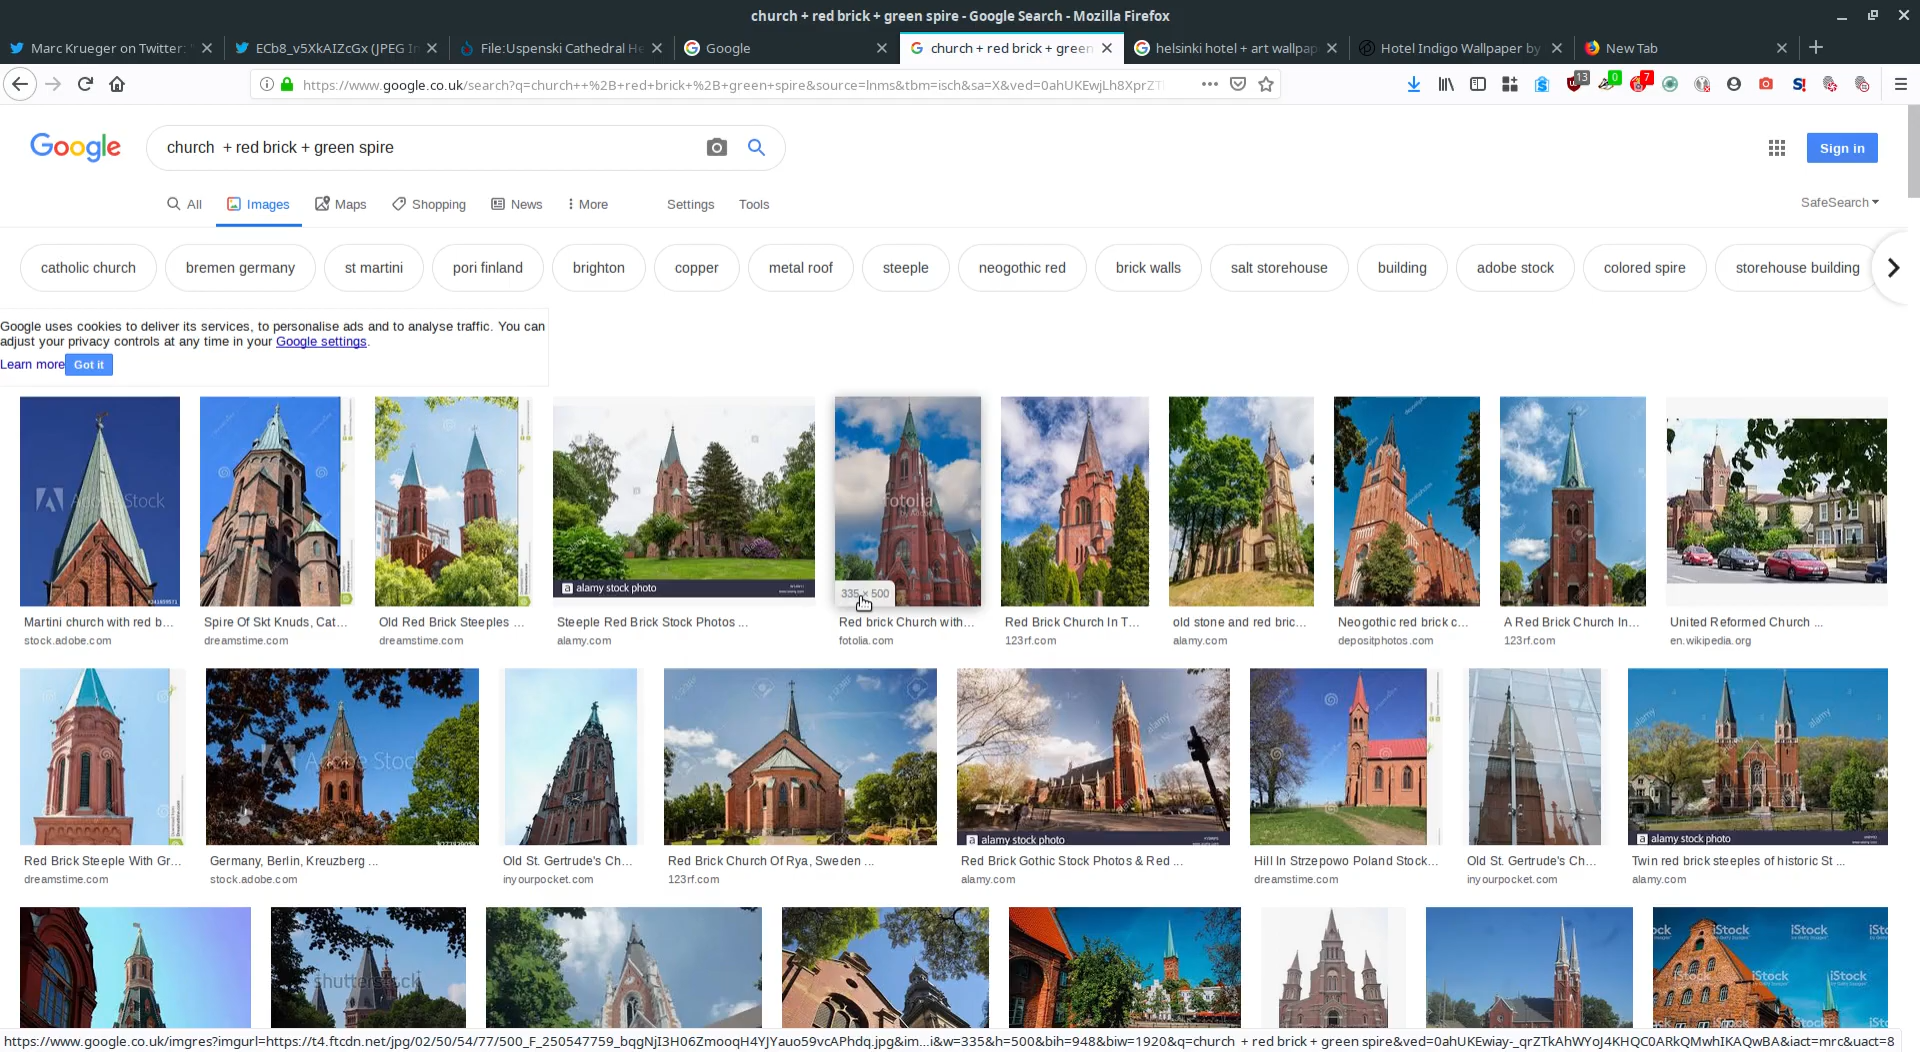 church + red brick + green spire - Google Search - Mozilla Firefox
Marc Krueger on Twitter: "
ECb8_v5XkAIZcGx (JPEG I
File:Uspenski Cathedral He
Google
church + red brick + green
helsinki hotel + art wallpap
Hotel Indigo Wallpaper by
New Tab
https://www.google.co.uk/search?q=church++%2B+red+brick+%2B+green+spire&source=lnms&tbm=isch&sa=X&ved=0ahUKEwjLh8XprZT
13
0
7
Google
church + red brick + green spire
Sign in
All
Images
Maps
Shopping
News
More
Settings
Tools
SafeSearch
catholic church
bremen germany
st martini
pori finland
brighton
copper
metal roof
steeple
neogothic red
brick walls
salt storehouse
building
adobe stock
colored spire
storehouse building
Google uses cookies to deliver its services, to personalise ads and to analyse traffic. You can
adjust your privacy controls at any time in your Google settings.
Learn more
Got it
Adobe Stock
alamy stock photo
fotolia
335 × 500
Martini church with red b...
stock.adobe.com
Spire Of Skt Knuds, Cat...
dreamstime.com
Old Red Brick Steeples ...
dreamstime.com
Steeple Red Brick Stock Photos ...
alamy.com
Red brick Church with...
fotolia.com
Red Brick Church In T...
123rf.com
old stone and red bric...
alamy.com
Neogothic red brick c...
depositphotos.com
A Red Brick Church In...
123rf.com
United Reformed Church ...
en.wikipedia.org
Adobe Stock
alamy stock photo
alamy
alamy stock photo
Red Brick Steeple With Gr...
dreamstime.com
Germany, Berlin, Kreuzberg ...
stock.adobe.com
Old St. Gertrude's Ch...
inyourpocket.com
Red Brick Church Of Rya, Sweden ...
123rf.com
Red Brick Gothic Stock Photos & Red ...
alamy.com
Hill In Strzepowo Poland Stock...
dreamstime.com
Old St. Gertrude's Ch...
inyourpocket.com
Twin red brick steeples of historic St ...
alamy.com
shutterstock
iStock
iStock
iStock
iStock
https://www.google.co.uk/imgres?imgurl=https://t4.ftcdn.net/jpg/02/50/54/77/500_F_250547759_bqgNjI3H06ZmooqH4YJYauo59vcAPhdq.jpg&im...i&w=335&h=500&bih=948&biw=1920&q=church + red brick + green spire&ved=0ahUKEwiay-_qrZTkAhWYoJ4KHQC0ARkQMwhIKAQwBA&iact=mrc&uact=8